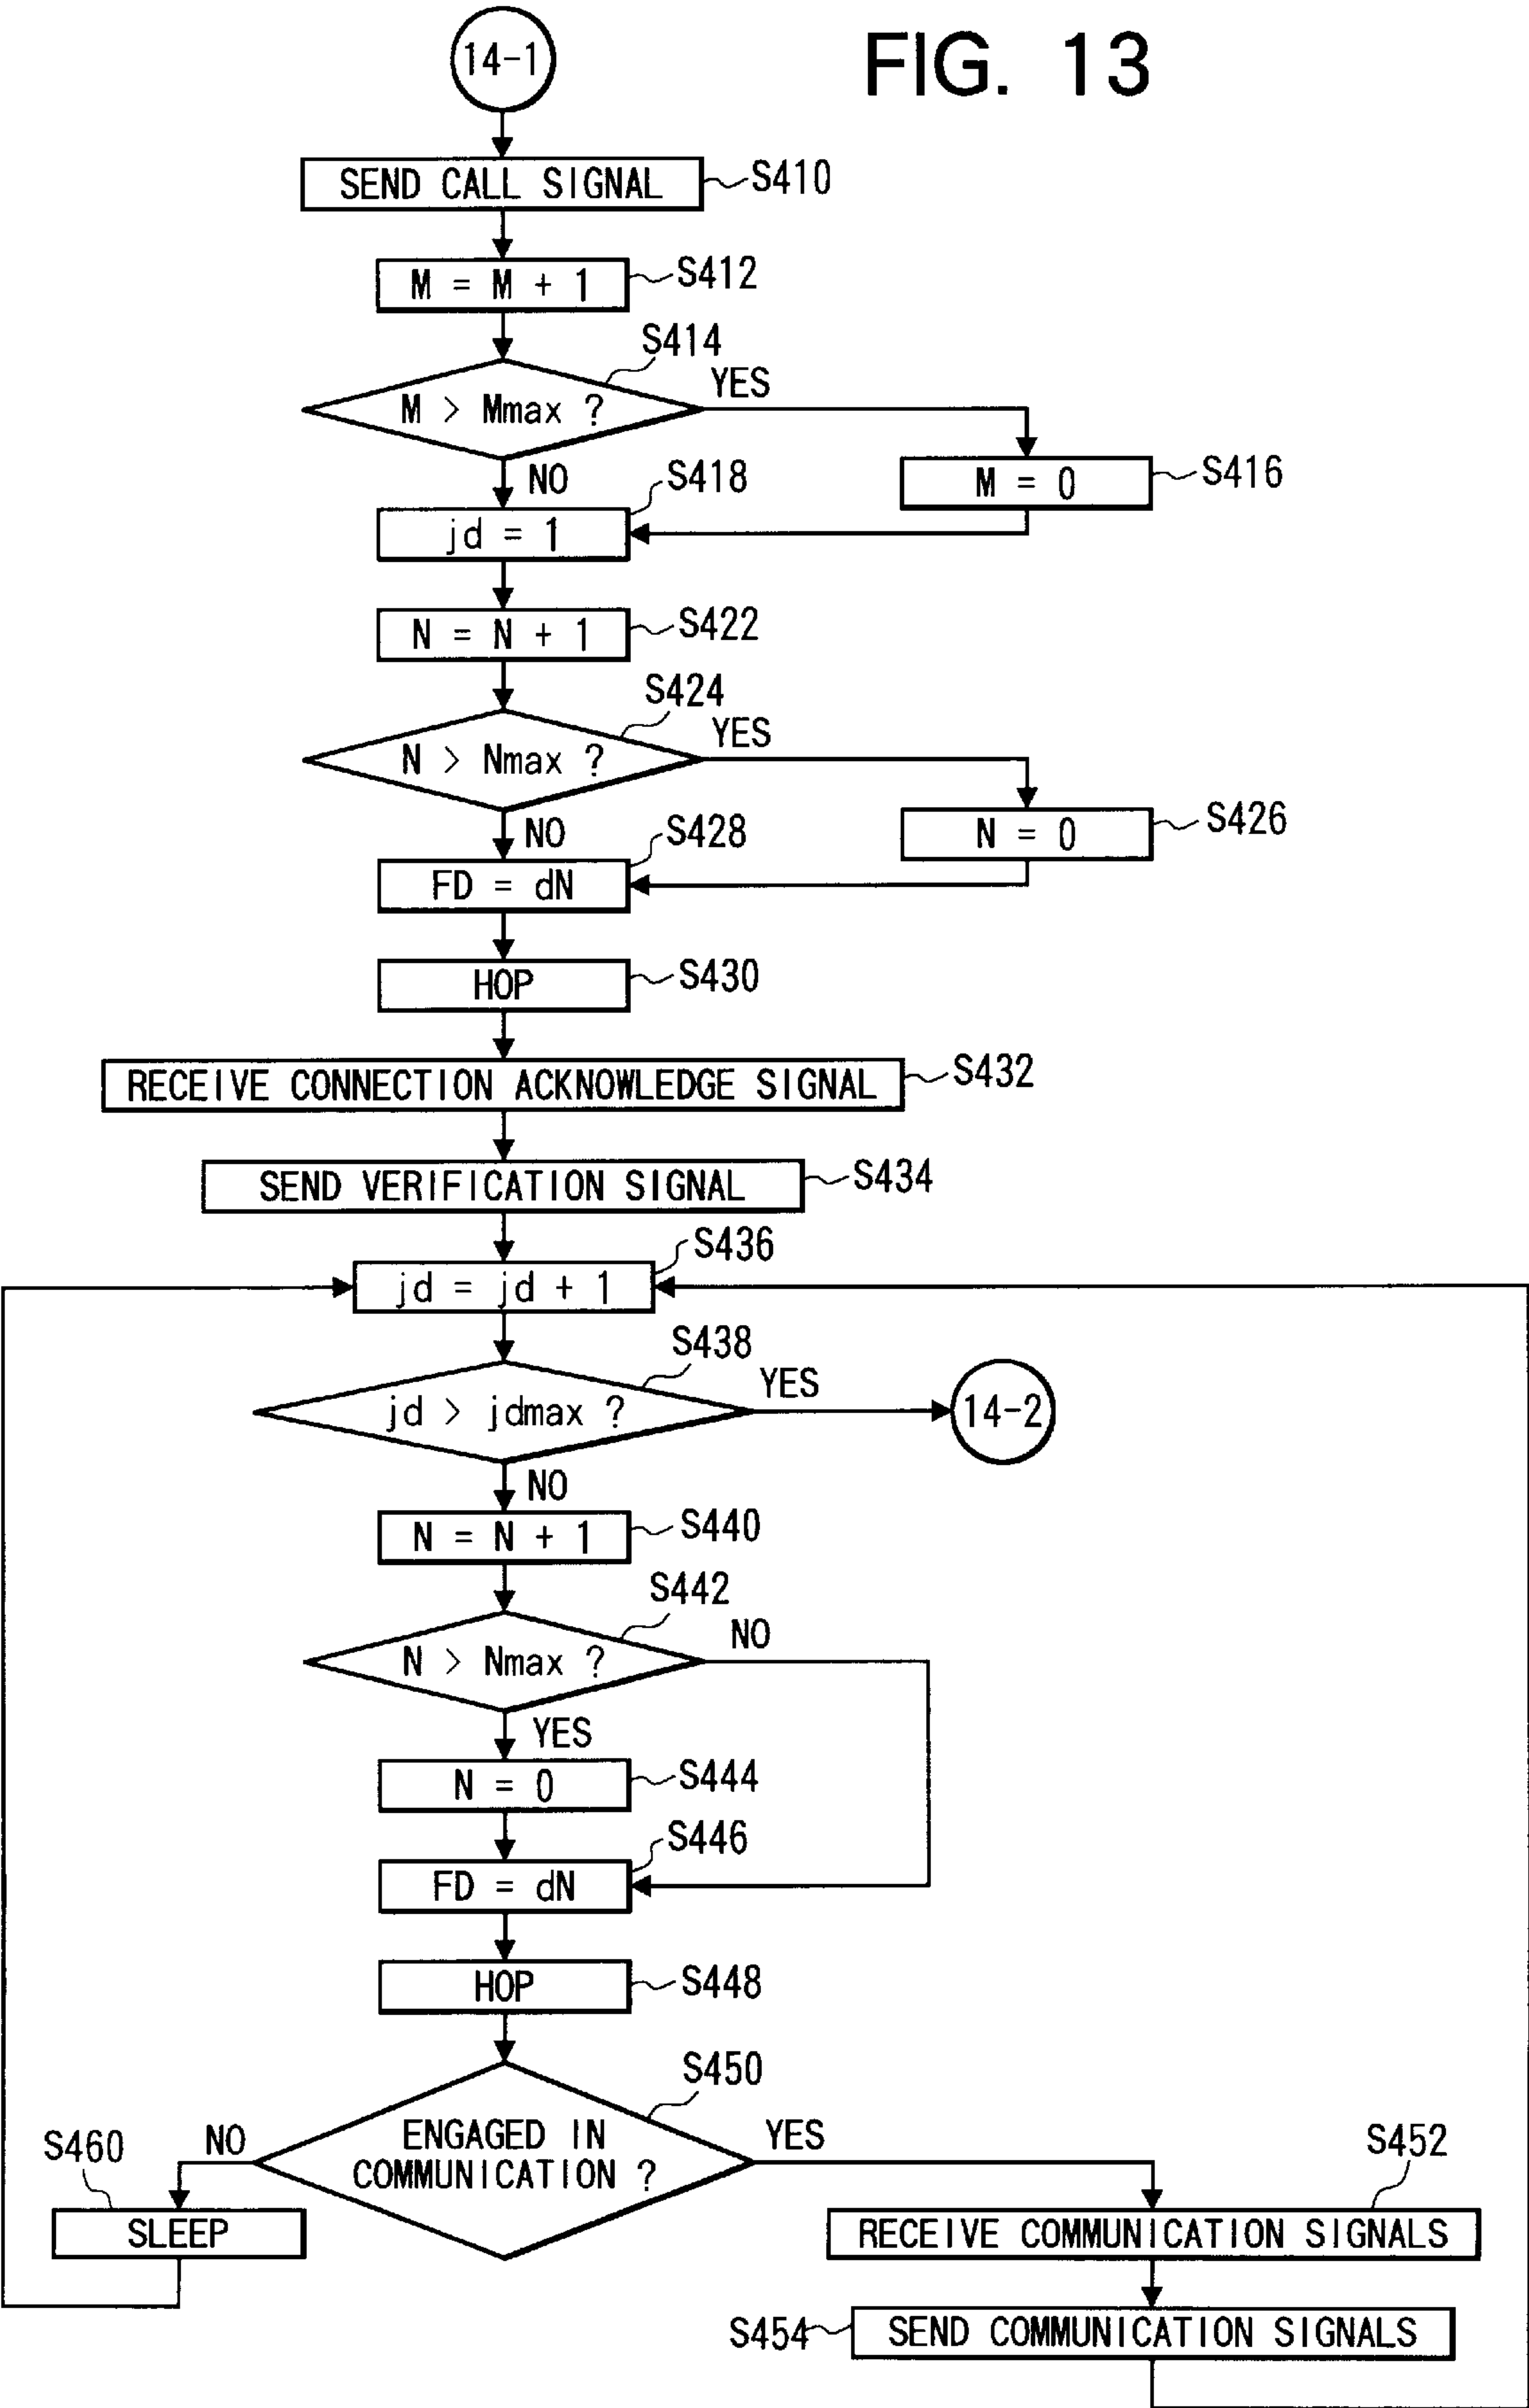 FIG. 13
14-1
SEND CALL SIGNAL
S410
M = M + 1
S412
S414
M > Mmax ?
YES
NO
M = 0
S416
S418
jd = 1
N = N + 1
S422
S424
N > Nmax ?
YES
NO
N = 0
S426
S428
FD = dN
HOP
S430
RECEIVE CONNECTION ACKNOWLEDGE SIGNAL
S432
SEND VERIFICATION SIGNAL
S434
S436
jd = jd + 1
S438
jd > jdmax ?
YES
14-2
NO
N = N + 1
S440
S442
N > Nmax ?
NO
YES
N = 0
S444
S446
FD = dN
HOP
S448
S450
ENGAGED IN
COMMUNICATION ?
NO
YES
S460
SLEEP
S452
RECEIVE COMMUNICATION SIGNALS
S454
SEND COMMUNICATION SIGNALS